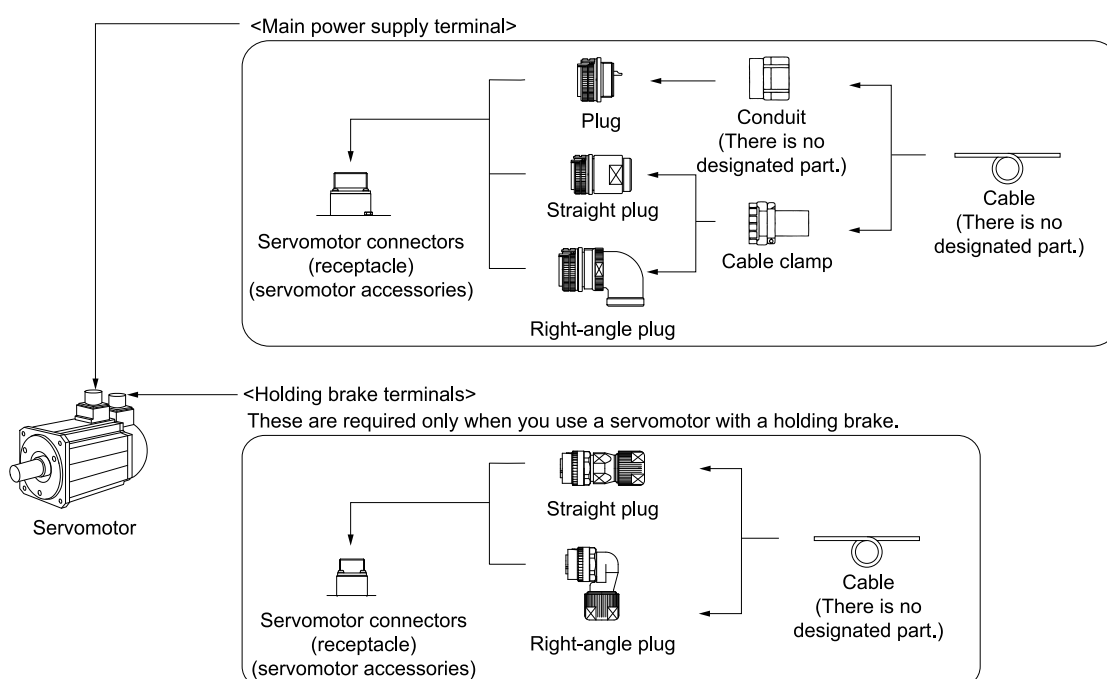 <Main power supply terminal>
Plug
Conduit
(There is no
designated part.)
Straight plug
Cable clamp
Cable
(There is no
designated part.)
Servomotor connectors
(receptacle)
(servomotor accessories)
Right-angle plug
<Holding brake terminals>
These are required only when you use a servomotor with a holding brake.
Servomotor
Straight plug
Cable
(There is no
designated part.)
Servomotor connectors
(receptacle)
(servomotor accessories)
Right-angle plug